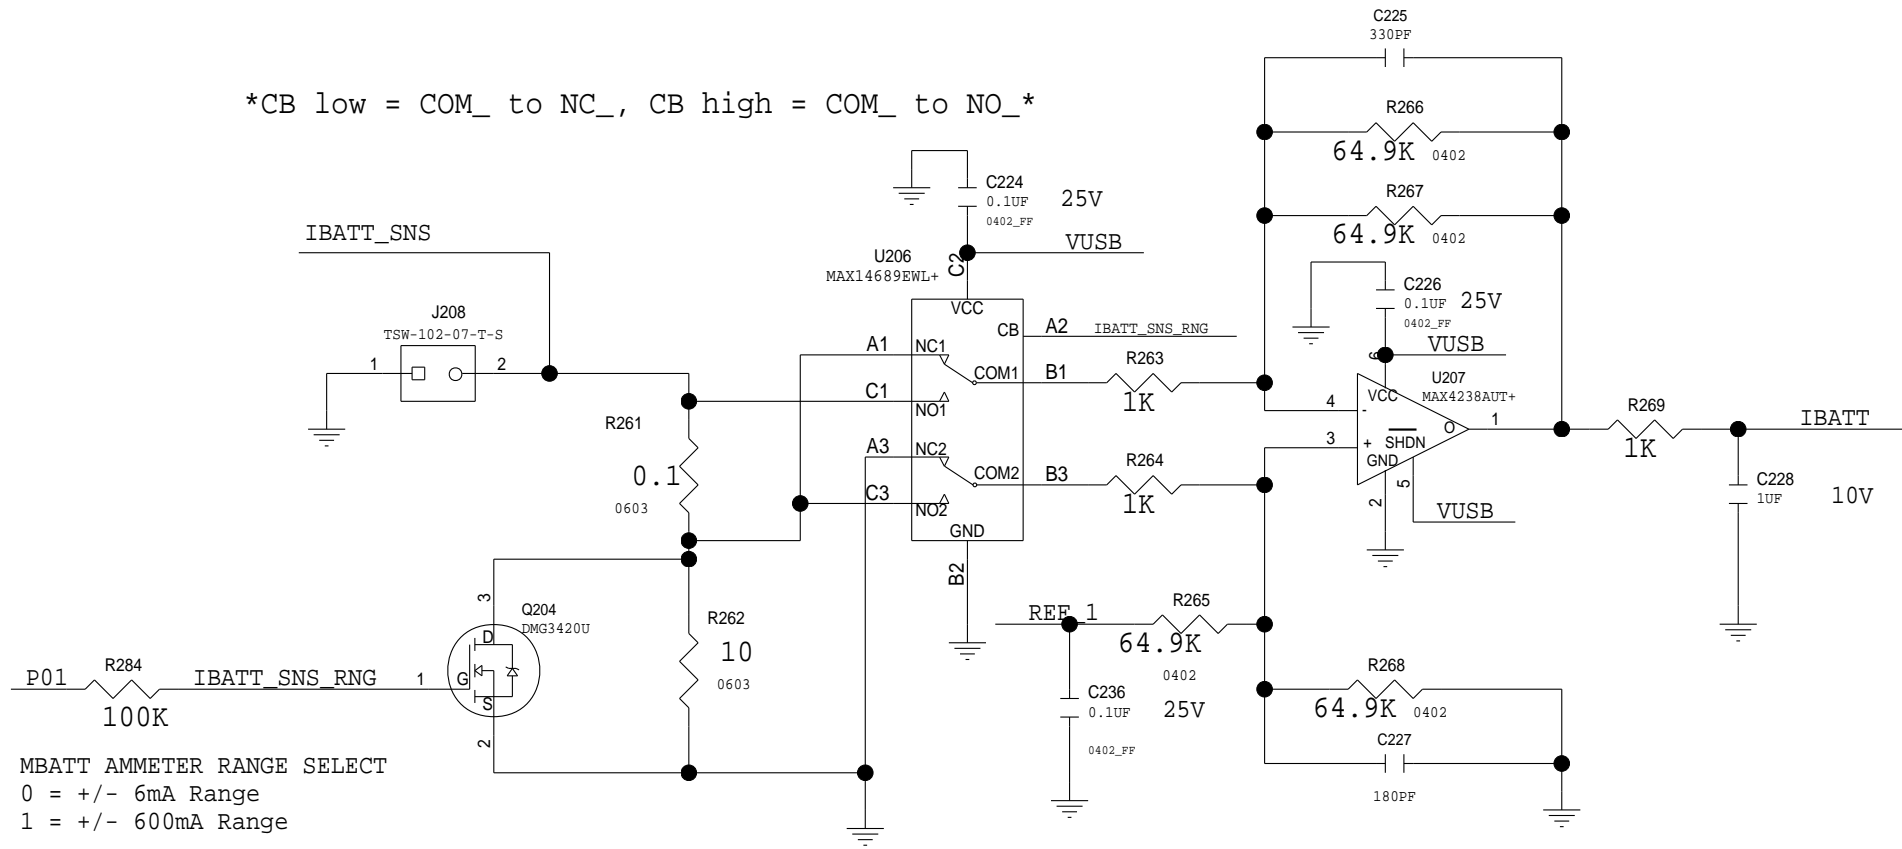 C225
330PF
*CB low = COM_ to NC_, CB high = COM_ to NO_*
R266
64.9K 0402
C224
0.1UF 25V
0402_FF
R267
64.9K 0402
IBATT_SNS
VUSB
U206
MAX14689EWL+
C2
C226
0.1UF 25V
0402_FF
J208
TSW-102-07-T-S
1 2
VCC
CB A2 IBATT_SNS_RNG
A1 NC1
COM1 B1
R263
1K
C1 NO1
6 VUSB
U207
MAX4238AUT+
VCC
4 -
3 +
SHDN
GND
O 1
2 5
VUSB
R269
1K
IBATT
R261
0.1
0603
A3 NC2
COM2 B3
R264
1K
C3 NO2
GND
B2
C228
1UF 10V
Q204
DMG3420U
3
D
G
S
1
2
R262
10
0603
REF_1
R265
64.9K
0402
C236
0.1UF 25V
0402_FF
R268
64.9K 0402
C227
180PF
P01
R284
100K
IBATT_SNS_RNG
MBATT AMMETER RANGE SELECT
0 = +/- 6mA Range
1 = +/- 600mA Range